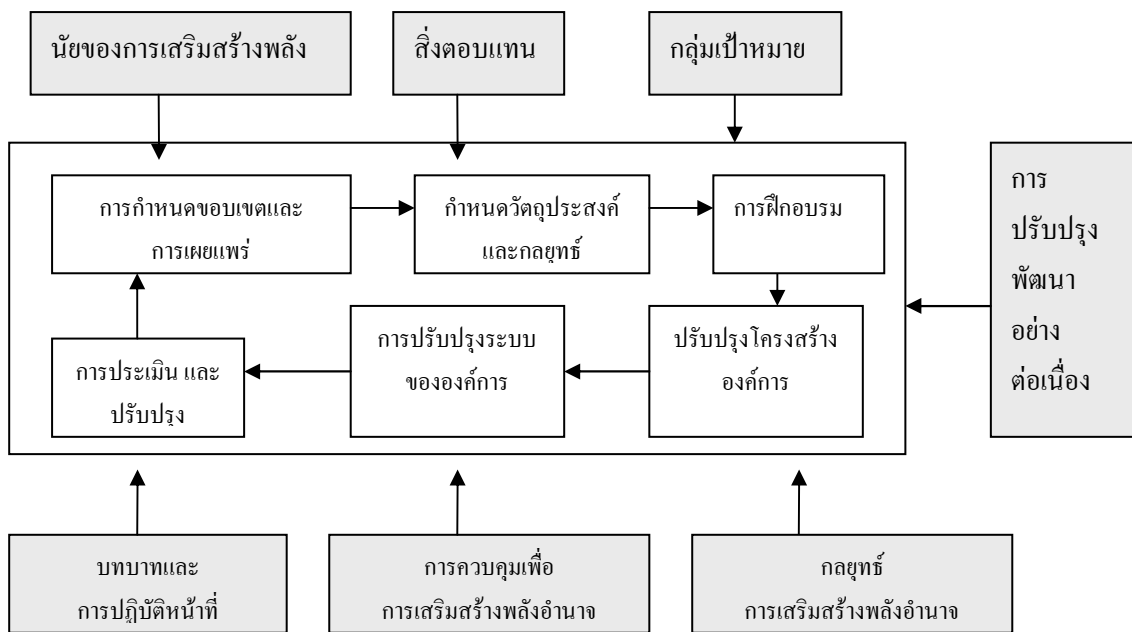 นัยของการเสริมสร้างพลัง
สิ่งตอบแทน
กลุ่มเป้าหมาย
การกำหนดขอบเขตและ
การเผยแพร่
กำหนดวัตถุประสงค์
และกลยุทธ์
การฝึกอบรม
การ
ปรับปรุง
พัฒนา
อย่าง
ต่อเนื่อง
การประเมิน และ
ปรับปรุง
การปรับปรุงระบบ
ขององค์การ
ปรับปรุงโครงสร้าง
องค์การ
บทบาทและ
การปฏิบัติหน้าที่
การควบคุมเพื่อ
การเสริมสร้างพลังอำนาจ
กลยุทธ์
การเสริมสร้างพลังอำนาจ